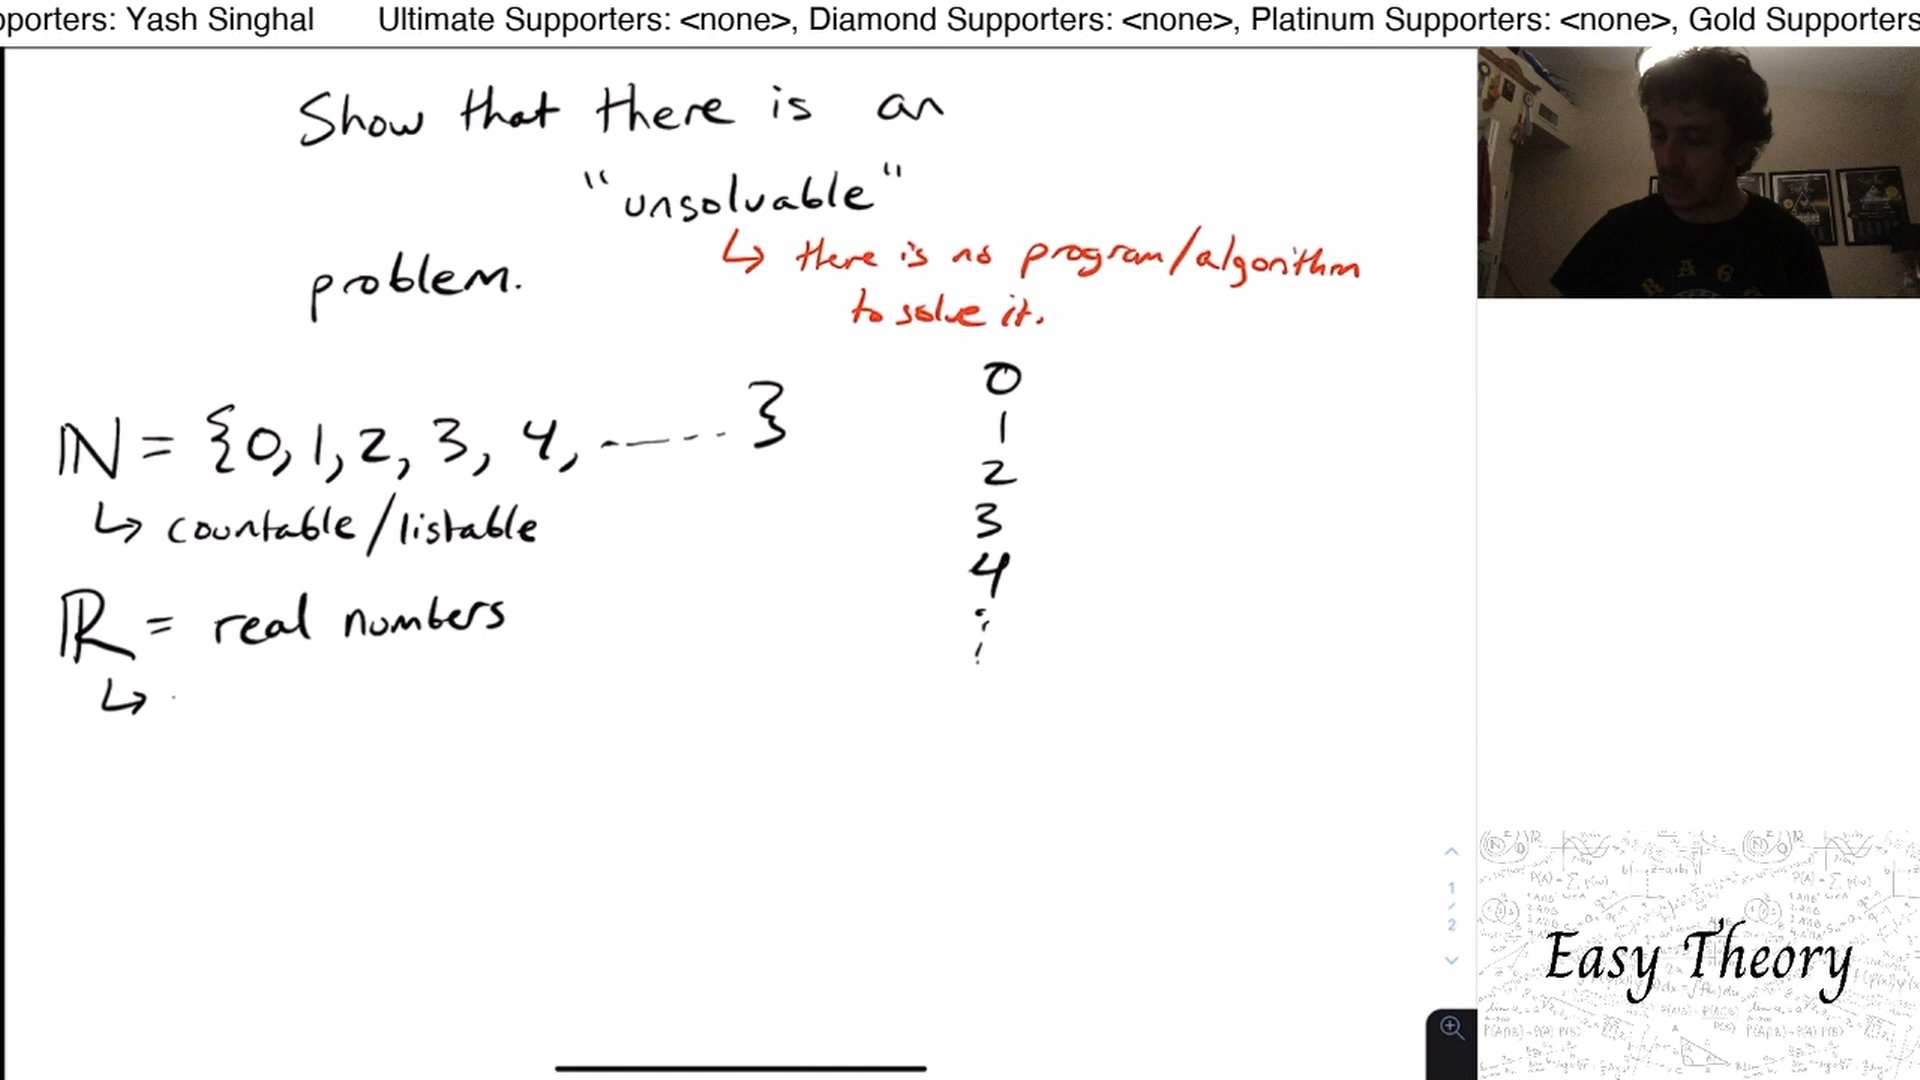 pporters: Yash Singhal Ultimate Supporters: <none>, Diamond Supporters: <none>, Platinum Supporters: <none>, Gold Supporters
Show that there is an
"unsolvable"
↳ there is no program/algorithm
to solve it.
problem.
ℕ = {0, 1, 2, 3, 4, ------ }
↳ countable/listable
ℝ = real numbers
↳
0
1
2
3
4
⋮
1
/
2
Easy Theory